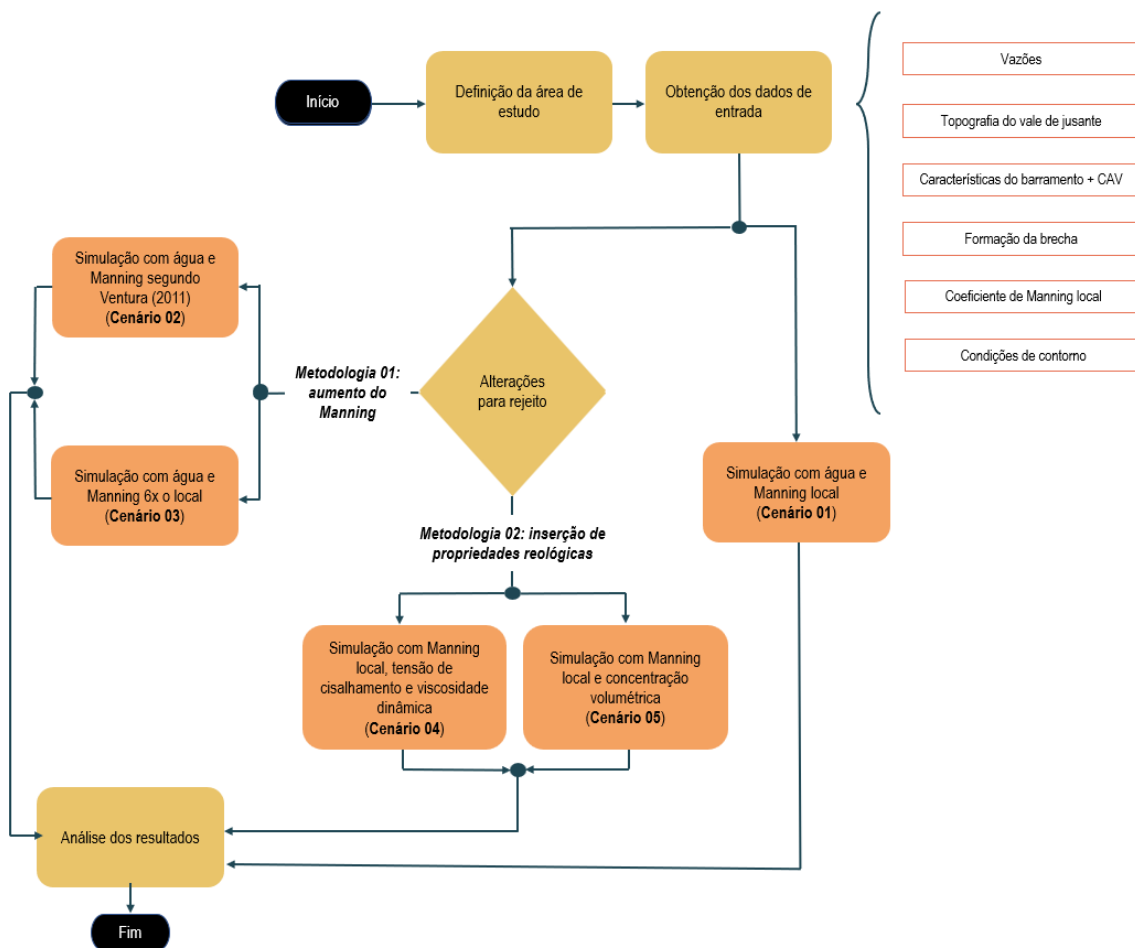 Início
Definição da área de
estudo
Obtenção dos dados de
entrada
Vazões
Topografia do vale de jusante
Características do barramento + CAV
Formação da brecha
Coeficiente de Manning local
Condições de contorno
Simulação com água e
Manning segundo
Ventura (2011)
(Cenário 02)
Metodologia 01:
aumento do
Manning
Alterações
para rejeito
Simulação com água e
Manning 6x o local
(Cenário 03)
Simulação com água e
Manning local
(Cenário 01)
Metodologia 02: inserção de
propriedades reológicas
Simulação com Manning
local, tensão de
cisalhamento e viscosidade
dinâmica
(Cenário 04)
Simulação com Manning
local e concentração
volumétrica
(Cenário 05)
Análise dos resultados
Fim